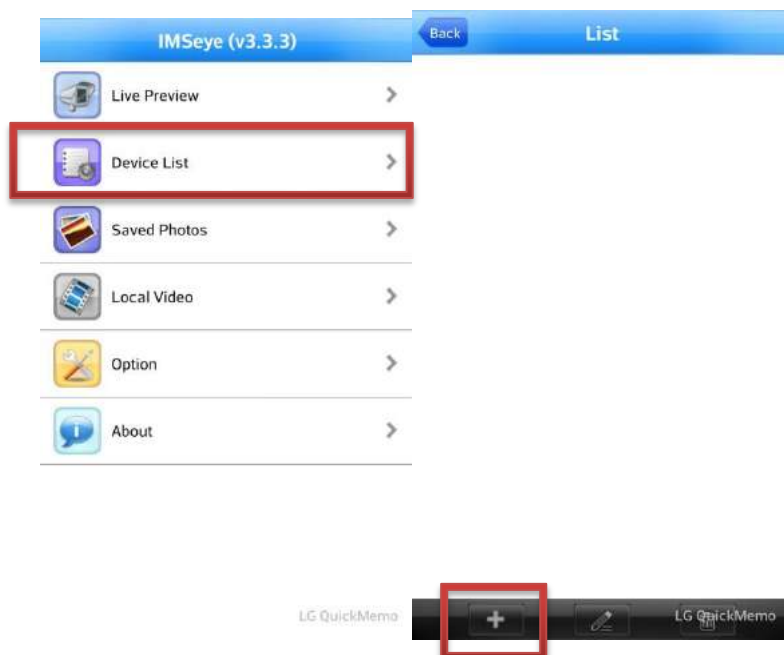 IMSeye (v3.3.3)
Live Preview
Device List
Saved Photos
Local Video
Option
About
LG QuickMemo
Back
List
LG QuickMemo